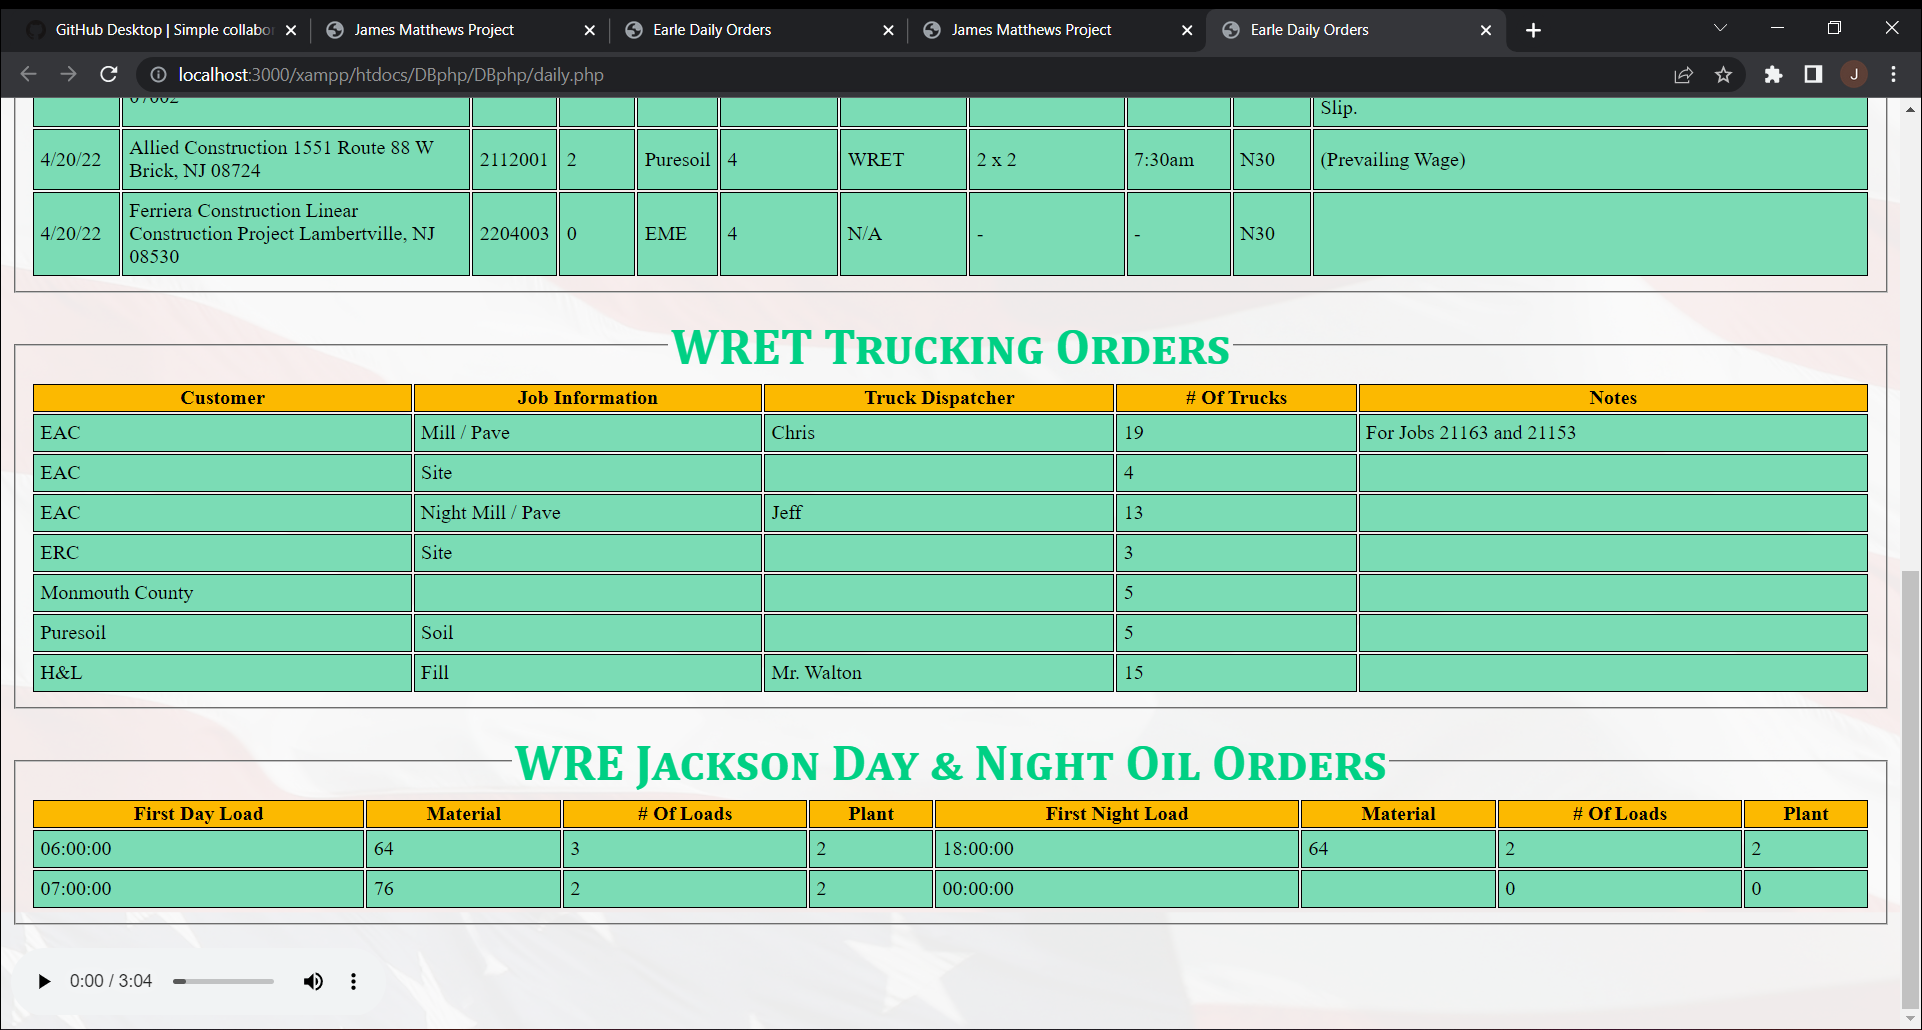 GitHub Desktop | Simple collabo
James Matthews Project
Earle Daily Orders
James Matthews Project
Earle Daily Orders
localhost:3000/xampp/htdocs/DBphp/DBphp/daily.php
J
07002
Slip.
4/20/22 Allied Construction 1551 Route 88 W Brick, NJ 08724 2112001 2 Puresoil 4 WRET 2 x 2 7:30am N30 (Prevailing Wage)
4/20/22 Ferriera Construction Linear Construction Project Lambertville, NJ 08530 2204003 0 EME 4 N/A - - N30
WRET Trucking Orders
Customer Job Information Truck Dispatcher # Of Trucks Notes
EAC Mill / Pave Chris 19 For Jobs 21163 and 21153
EAC Site 4
EAC Night Mill / Pave Jeff 13
ERC Site 3
Monmouth County 5
Puresoil Soil 5
H&L Fill Mr. Walton 15
WRE Jackson Day & Night Oil Orders
First Day Load Material # Of Loads Plant First Night Load Material # Of Loads Plant
06:00:00 64 3 2 18:00:00 64 2 2
07:00:00 76 2 2 00:00:00 0 0
0:00 / 3:04